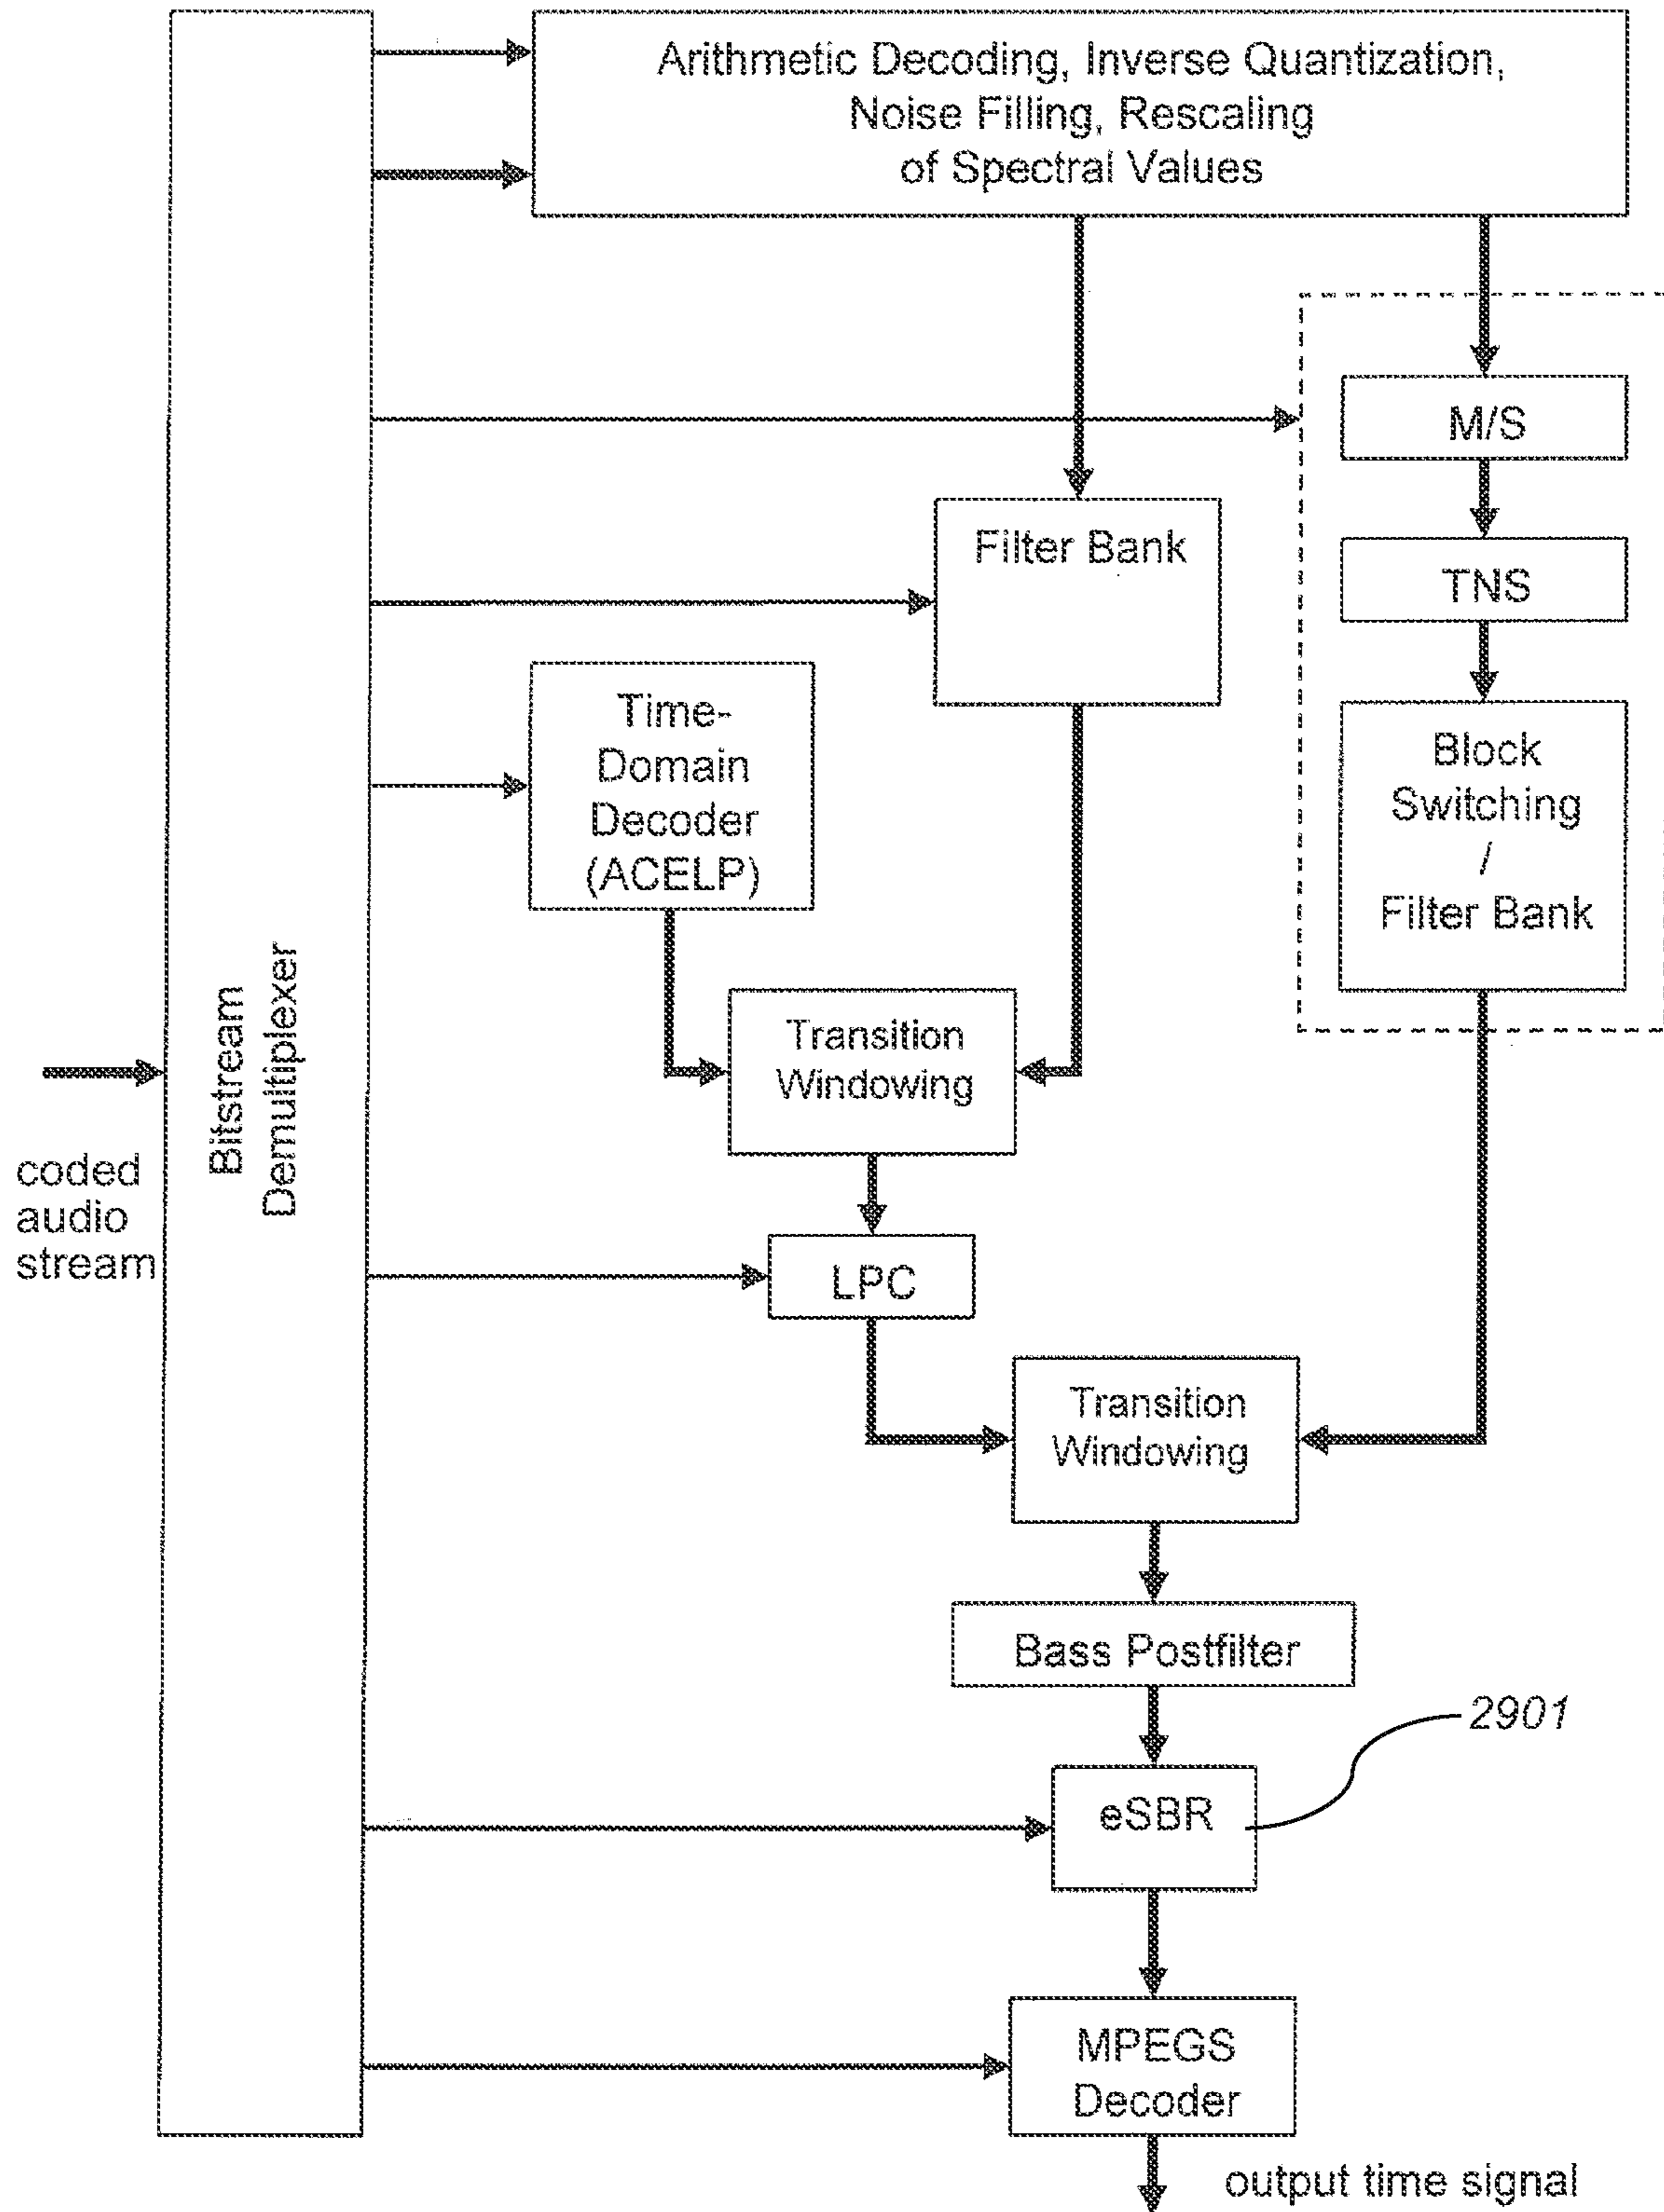 Arithmetic Decoding, Inverse Quantization,
Noise Filling, Rescaling
of Spectral Values
M/S
Filter Bank
TNS
Time-
Domain
Decoder
(ACELP)
Block
Switching
/
Filter Bank
Bitstream
Demultiplexer
Transition
Windowing
coded
audio
stream
LPC
Transition
Windowing
Bass Postfilter
2901
eSBR
MPEGS
Decoder
output time signal